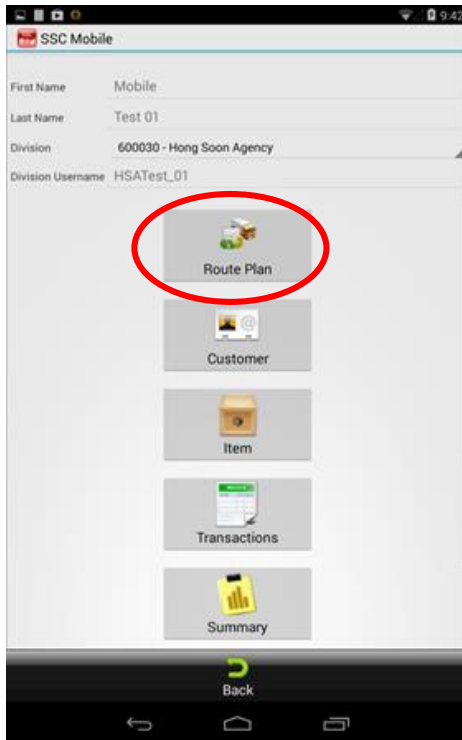 9:42
SSC Mobile
First Name Mobile
Last Name Test 01
Division 600030 - Hong Soon Agency
Division Username HSATest_01
Route Plan
Customer
Item
Transactions
Summary
Back